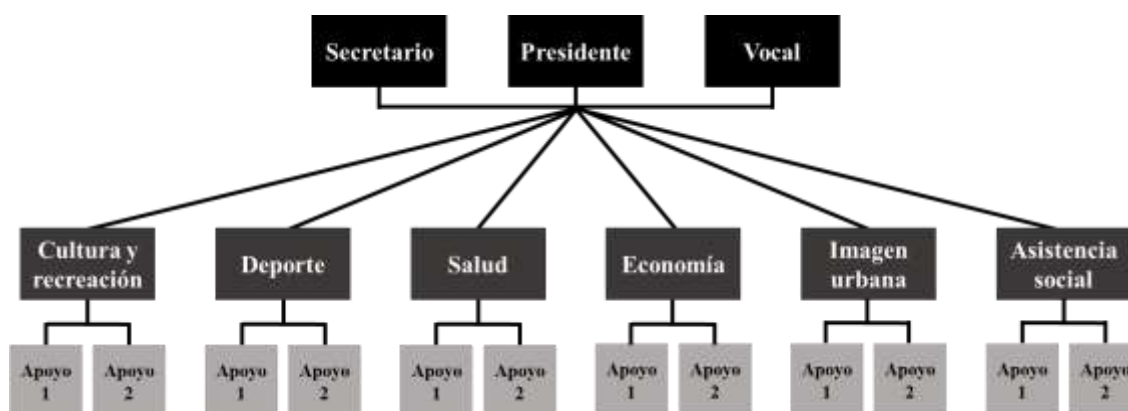 Secretario
Presidente
Vocal
Cultura y
recreación
Deporte
Salud
Economía
Imagen
urbana
Asistencia
social
Apoyo
1
Apoyo
2
Apoyo
1
Apoyo
2
Apoyo
1
Apoyo
2
Apoyo
1
Apoyo
2
Apoyo
1
Apoyo
2
Apoyo
1
Apoyo
2